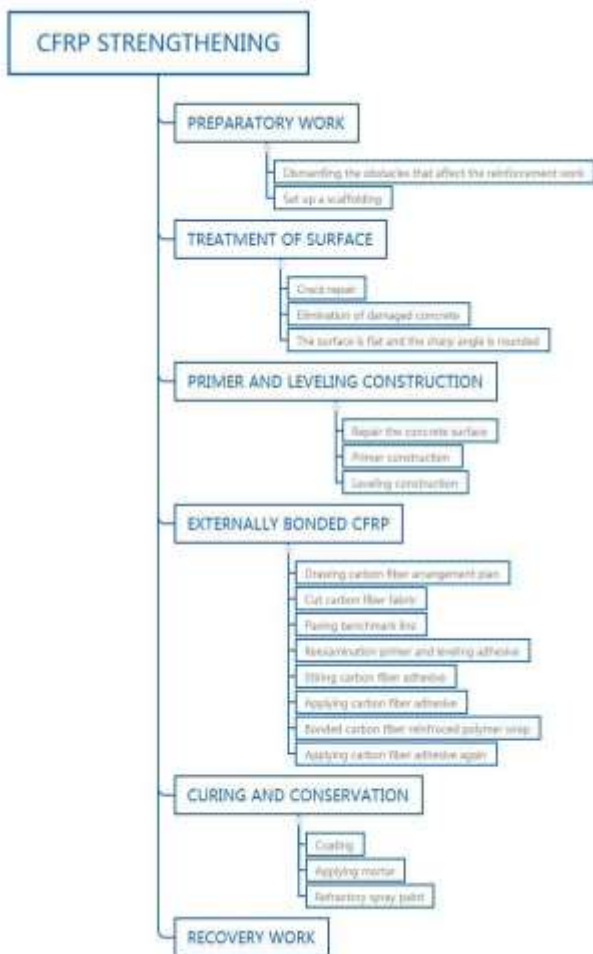 CFRP STRENGTHENING
PREPARATORY WORK
Dismantling the obstacles that affect the reinforcement work
Set up a scaffolding
TREATMENT OF SURFACE
Crack repair
Elimination of damaged concrete
The surface is flat and the sharp angle is rounded
PRIMER AND LEVELING CONSTRUCTION
Repair the concrete surface
Primer construction
Leveling construction
EXTERNALLY BONDED CFRP
Drawing carbon fiber arrangement plan
Cut carbon fiber fabric
benchmark line
Reexamination primer and leveling adhesive
carbon fiber adhesive
Applying carbon fiber adhesive
Bonded carbon fiber reinforced polymer wrap
Applying carbon fiber adhesive again
CURING AND CONSERVATION
Coating
Applying mortar
Refractory spray paint
RECOVERY WORK